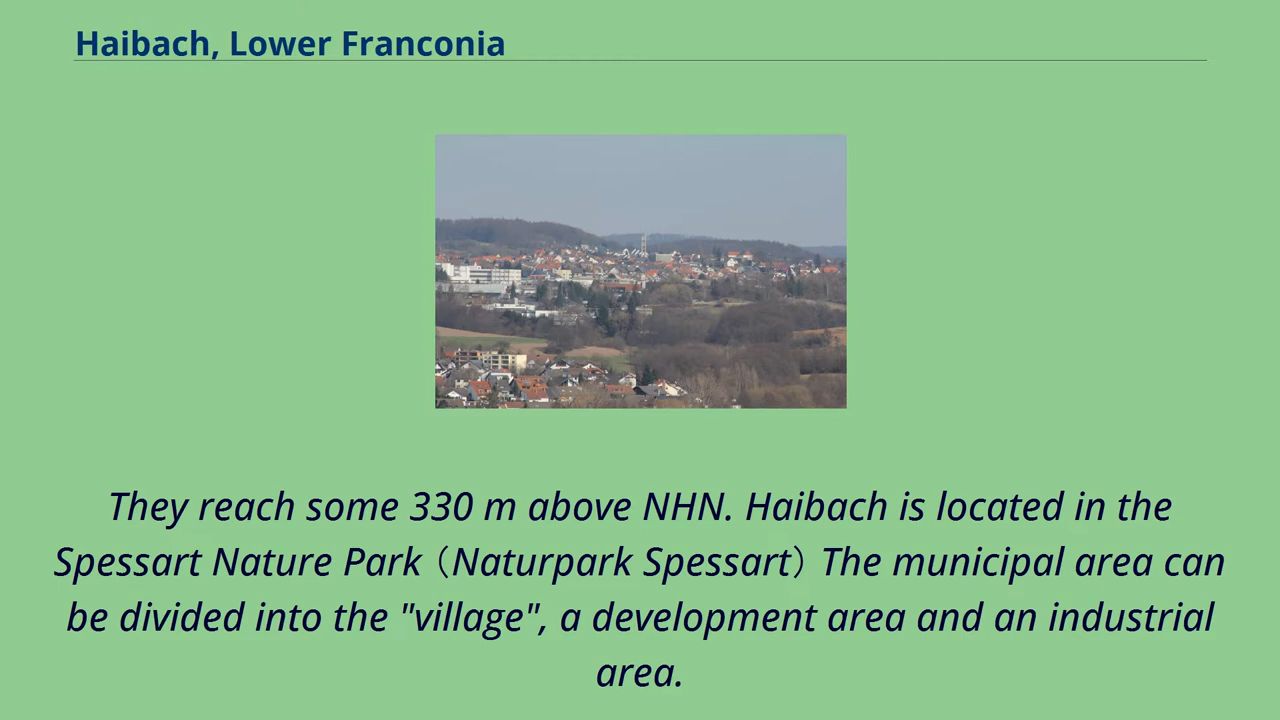 Haibach, Lower Franconia
They reach some 330 m above NHN. Haibach is located in the
Spessart Nature Park（Naturpark Spessart）The municipal area can
be divided into the "village", a development area and an industrial
area.